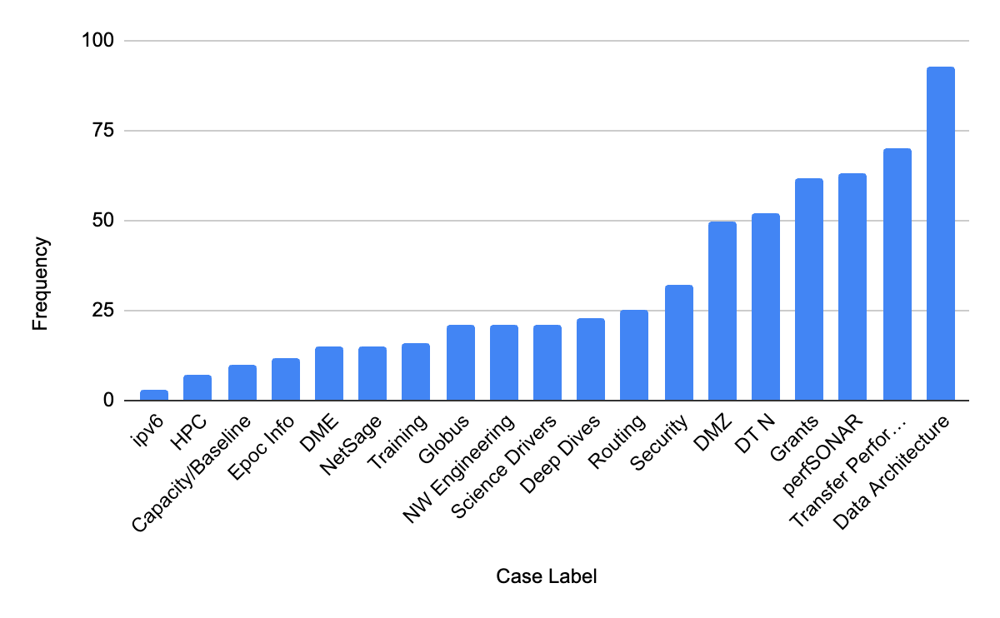 100
75
50
25
0
Frequency
ipv6
HPC
Capacity/Baseline
Epoc Info
DME
NetSage
Training
Globus
NW Engineering
Science Drivers
Deep Dives
Routing
Security
DMZ
DT N
Grants
perfSONAR
Transfer Perfor…
Data Architecture
Case Label